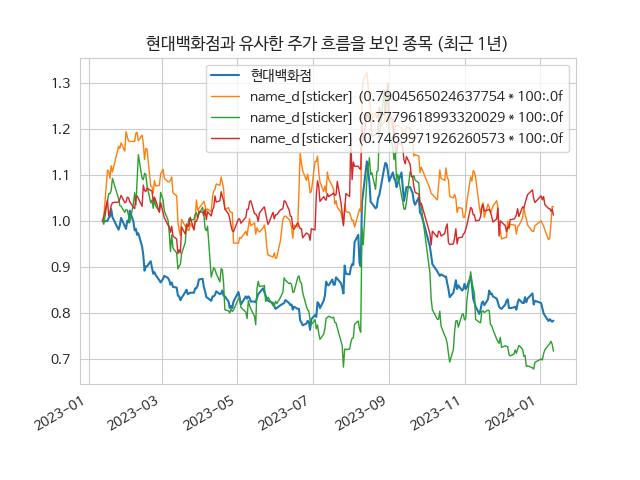 현대백화점과 유사한 주가 흐름을 보인 종목 (최근 1년)
현대백화점
name_d[sticker] (0.7904565024637754 * 100:.0f
name_d[sticker] (0.7779618993320029 * 100:.0f
name_d[sticker] (0.7469971926260573 * 100:.0f
1.3
1.2
1.1
1.0
0.9
0.8
0.7
2023-01
2023-03
2023-05
2023-07
2023-09
2023-11
2024-01